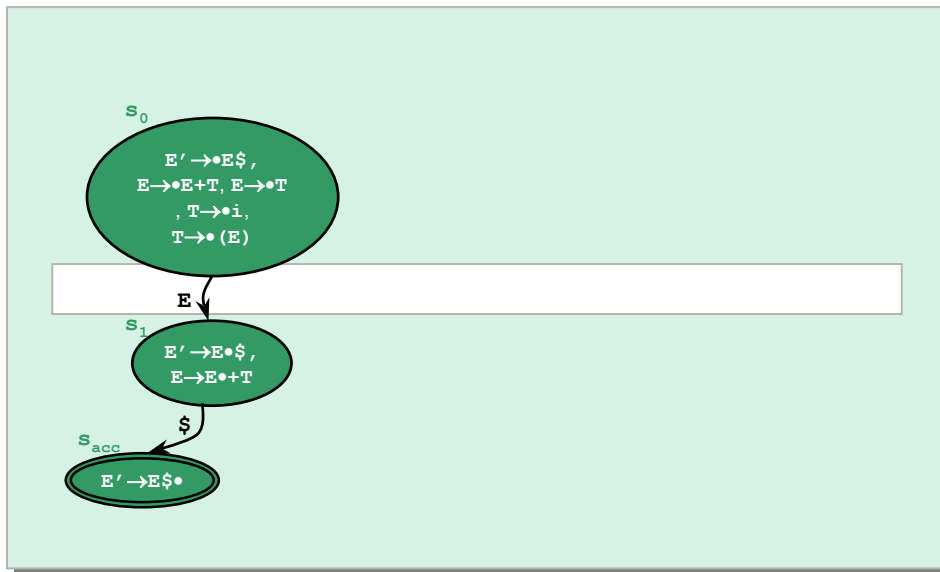 s0
E′→•E$,
E→•E+T, E→•T
, T→•i,
T→•(E)
E
s1
E′→E•$,
E→E•+T
$
sacc
E′→E$•